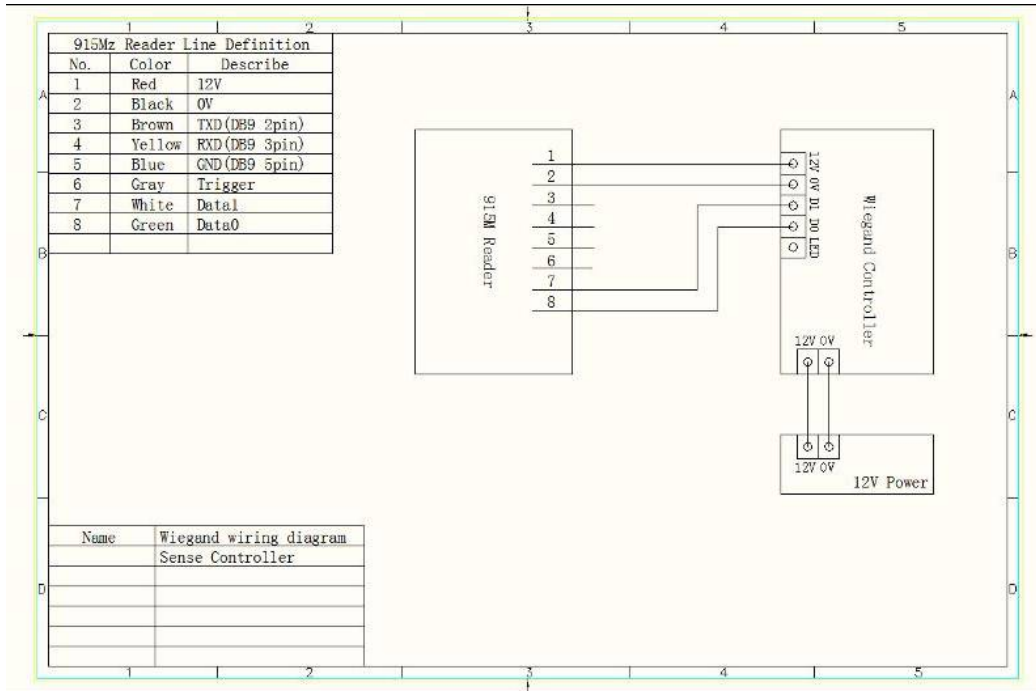 1 2 3 4 5
915Mz Reader Line Definition
No. Color Describe
1 Red 12V
2 Black 0V
3 Brown TXD(DB9 2pin)
4 Yellow RXD(DB9 3pin)
5 Blue GND(DB9 5pin)
6 Gray Trigger
7 White Data1
8 Green Data0
A
B
C
D
915M Reader
1
2
3
4
5
6
7
8
12V 0V D1 D0 LED
Wiegand Controller
12V 0V
12V 0V
12V Power
A
B
C
D
Name Wiegand wiring diagram
Sense Controller
1 2 3 4 5